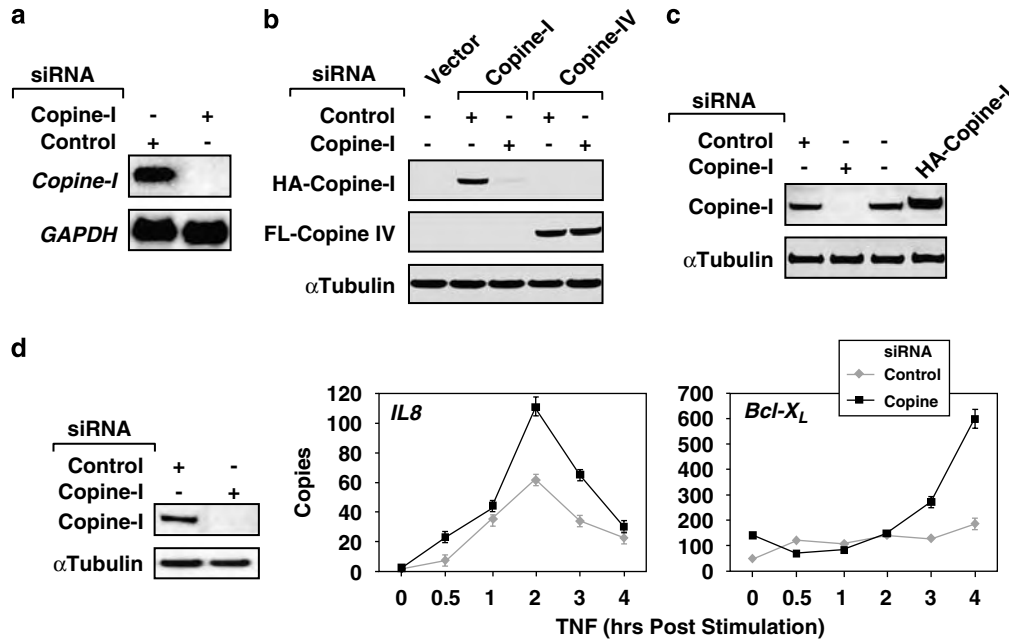 a
siRNA
Copine-I - +
Control + -
Copine-I
GAPDH
b
Vector
Copine-I
Copine-IV
siRNA
Control - + - + -
Copine-I - - + - +
HA-Copine-I
FL-Copine IV
αTubulin
c
siRNA
HA-Copine-I
Control + - -
Copine-I - + -
Copine-I
αTubulin
d
siRNA
Control + -
Copine-I - +
Copine-I
αTubulin
IL8
Copies
120
100
80
60
40
20
0
0 0.5 1 2 3 4
siRNA
Control
Copine
Bcl-XL
700
600
500
400
300
200
100
0
0 0.5 1 2 3 4
TNF (hrs Post Stimulation)